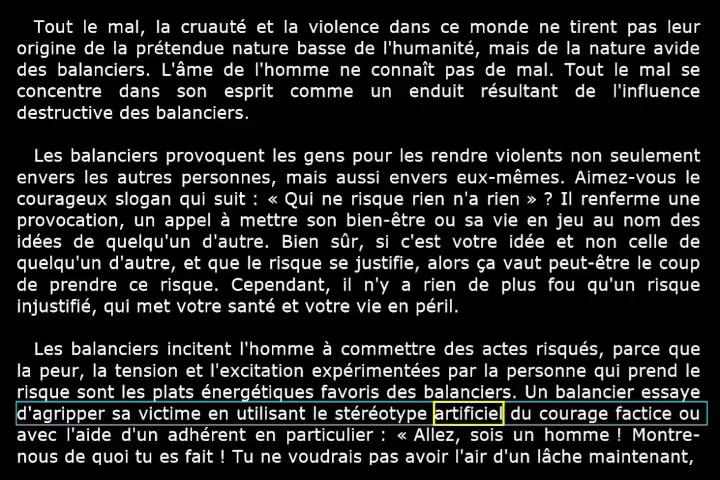 Tout le mal, la cruauté et la violence dans ce monde ne tirent pas leur
origine de la prétendue nature basse de l'humanité, mais de la nature avide
des balanciers. L'âme de l'homme ne connaît pas de mal. Tout le mal se
concentre dans son esprit comme un enduit résultant de l'influence
destructive des balanciers.
Les balanciers provoquent les gens pour les rendre violents non seulement
envers les autres personnes, mais aussi envers eux-mêmes. Aimez-vous le
courageux slogan qui suit : « Qui ne risque rien n'a rien » ? Il renferme une
provocation, un appel à mettre son bien-être ou sa vie en jeu au nom des
idées de quelqu'un d'autre. Bien sûr, si c'est votre idée et non celle de
quelqu'un d'autre, et que le risque se justifie, alors ça vaut peut-être le coup
de prendre ce risque. Cependant, il n'y a rien de plus fou qu'un risque
injustifié, qui met votre santé et votre vie en péril.
Les balanciers incitent l'homme à commettre des actes risqués, parce que
la peur, la tension et l'excitation expérimentées par la personne qui prend le
risque sont les plats énergétiques favoris des balanciers. Un balancier essaye
d'agripper sa victime en utilisant le stéréotype artificiel du courage factice ou
avec l'aide d'un adhérent en particulier : « Allez, sois un homme ! Montre-
nous de quoi tu es fait ! Tu ne voudrais pas avoir l'air d'un lâche maintenant,